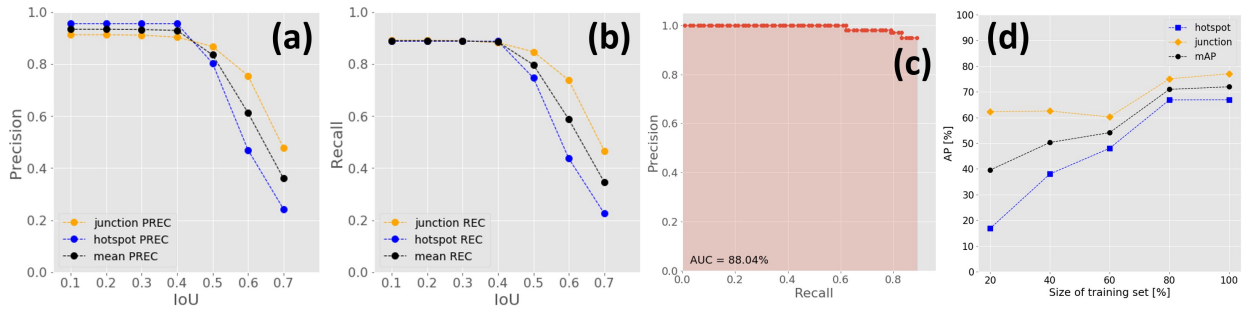 (a)
Precision
1.0
0.8
0.6
0.4
0.2
0.0
junction PREC
hotspot PREC
mean PREC
0.1 0.2 0.3 0.4 0.5 0.6 0.7
IoU
(b)
Recall
1.0
0.8
0.6
0.4
0.2
0.0
junction REC
hotspot REC
mean REC
0.1 0.2 0.3 0.4 0.5 0.6 0.7
IoU
(c)
Precision
1.0
0.8
0.6
0.4
0.2
0.0
AUC = 88.04%
0.0 0.2 0.4 0.6 0.8
Recall
(d)
hotspot
junction
mAP
AP [%]
100
90
80
70
60
50
40
30
20
10
0
20 40 60 80 100
Size of training set [%]